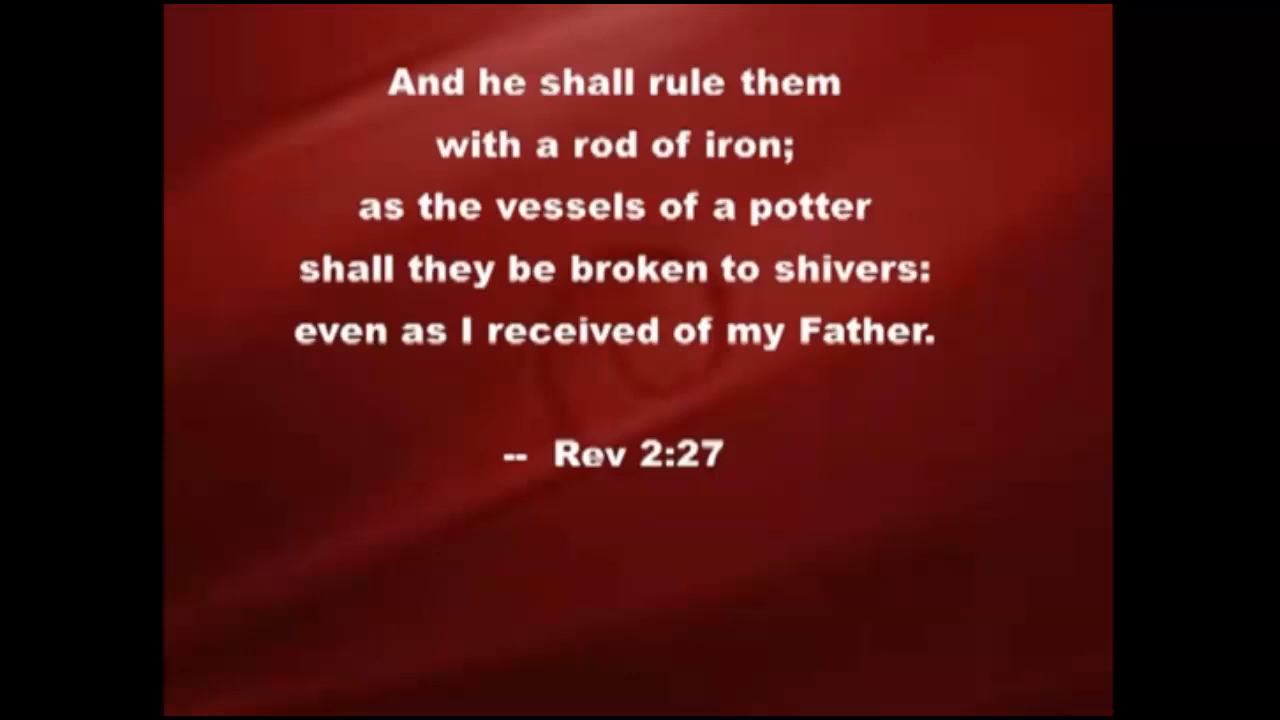 And he shall rule them
with a rod of iron;
as the vessels of a potter
shall they be broken to shivers:
even as I received of my Father.
-- Rev 2:27